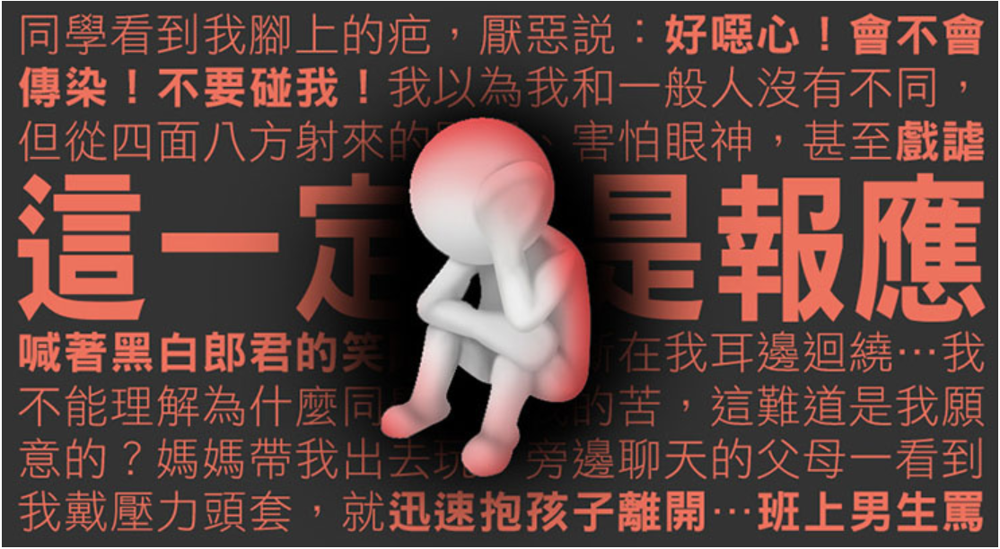 同學看到我腳上的疤，厭惡説：好噁心！會不會
傳染！不要碰我！我以為我和一般人沒有不同，
但從四面八方射來的、害怕眼神，甚至戲謔
這一定是報應
喊著黑白郎君的笑在我耳邊迴繞⋯我
不能理解為什麼同的苦，這難道是我願
意的？媽媽帶我出去玩，旁邊聊天的父母一看到
我戴壓力頭套，就迅速抱孩子離開⋯班上男生罵